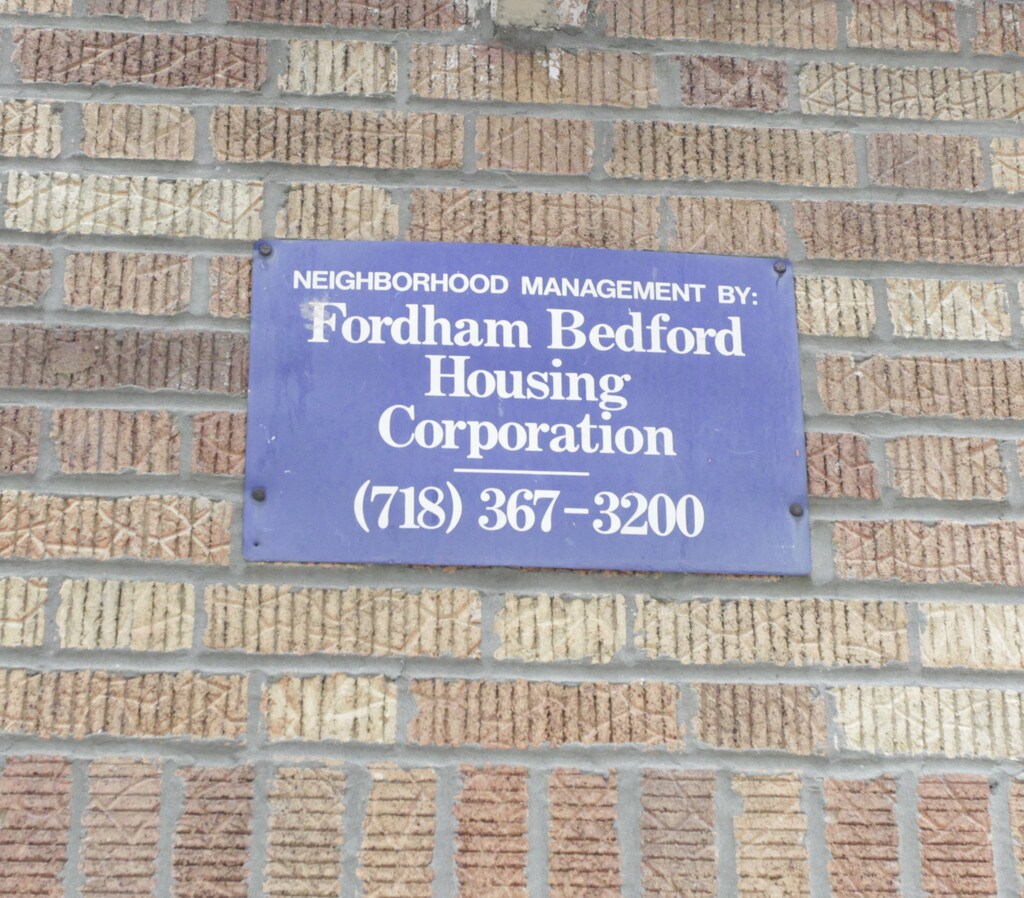 NEIGHBORHOOD MANAGEMENT BY:
Fordham Bedford
Housing
Corporation
(718) 367-3200